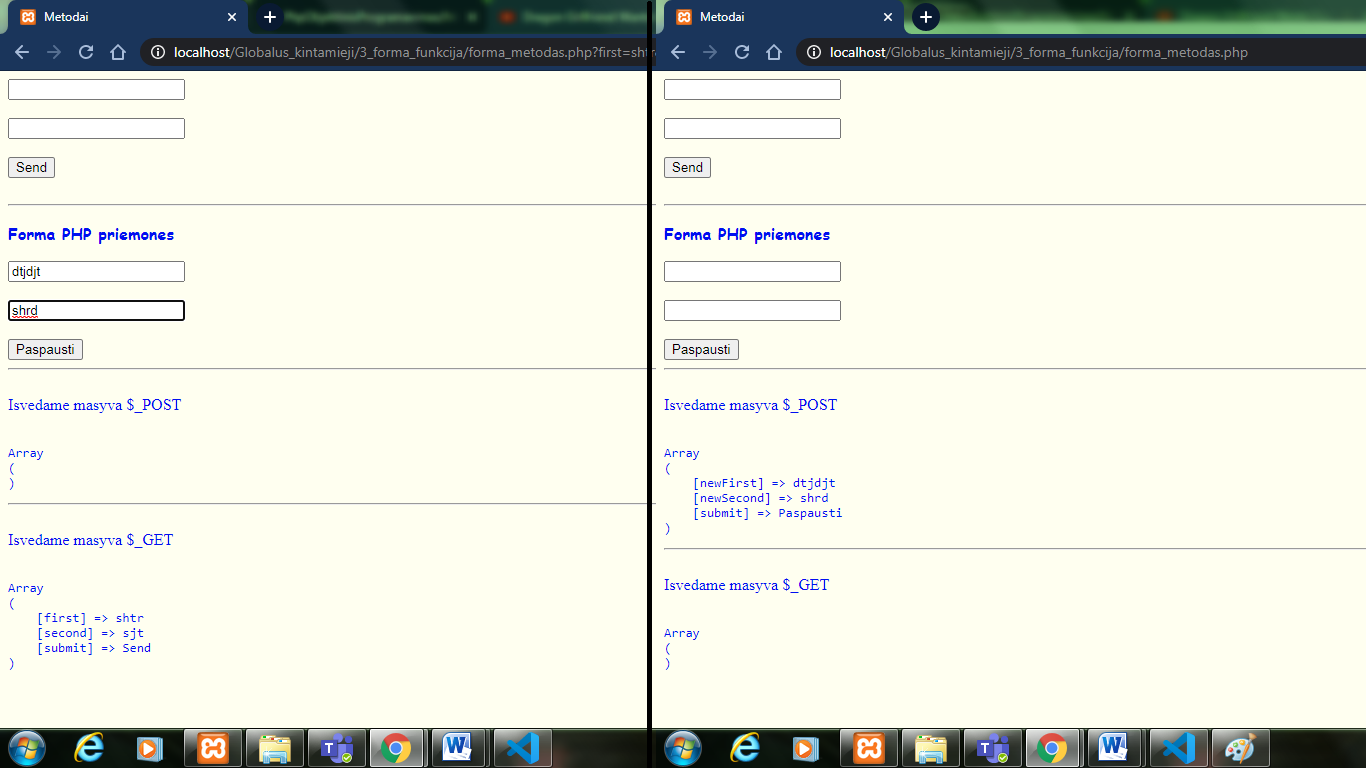 Metodai
localhost/Globalus_kintamieji/3_forma_funkcija/forma_metodas.php?first=sht
Send
Forma PHP priemones
dtjdjt
shrd
Paspausti
Isvedame masyva $_POST
Array
(
)
Isvedame masyva $_GET
Array
(
[first] => shtr
[second] => sjt
[submit] => Send
)
Metodai
localhost/Globalus_kintamieji/3_forma_funkcija/forma_metodas.php
Send
Forma PHP priemones
Paspausti
Isvedame masyva $_POST
Array
(
[newFirst] => dtjdjt
[newSecond] => shrd
[submit] => Paspausti
)
Isvedame masyva $_GET
Array
(
)